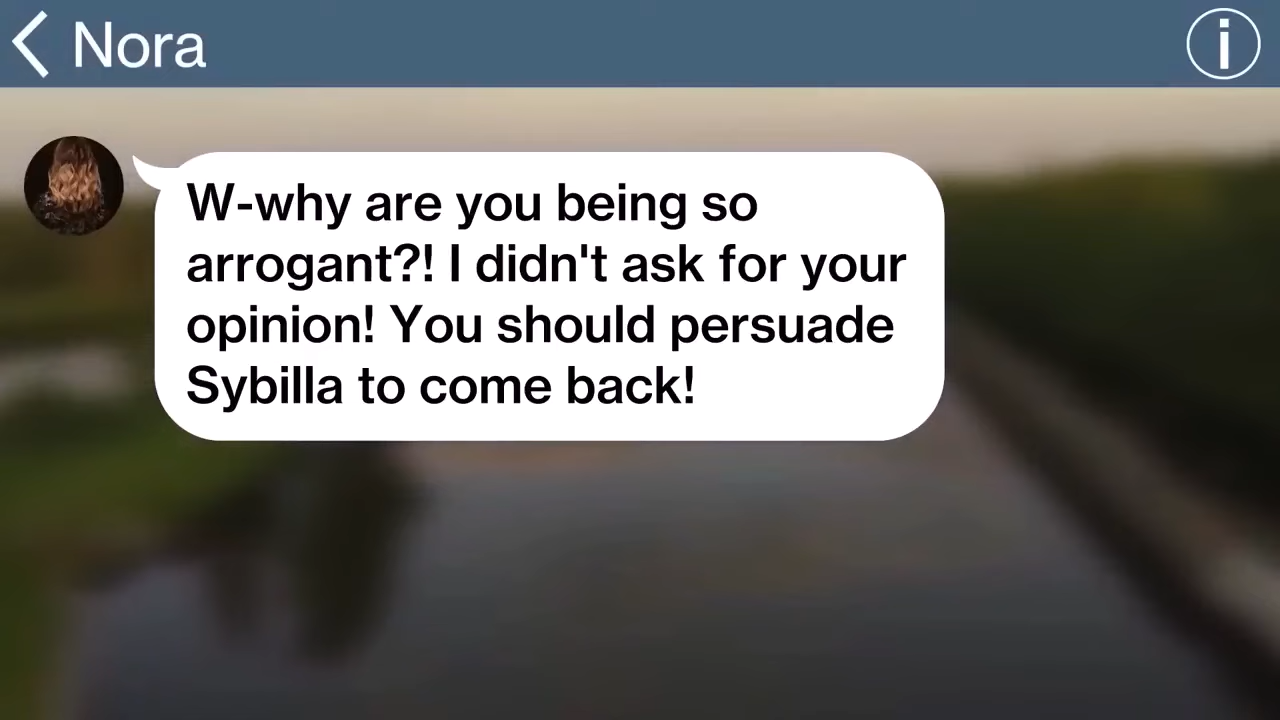 Nora
W-why are you being so
arrogant?! I didn't ask for your
opinion! You should persuade
Sybilla to come back!